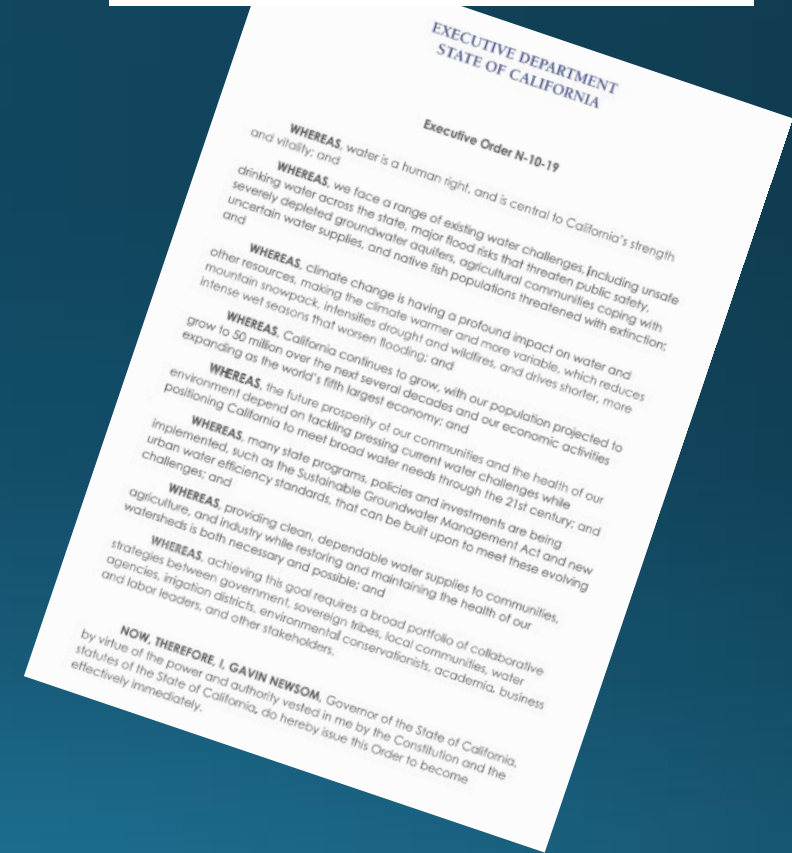 EXECUTIVE DEPARTMENT
STATE OF CALIFORNIA
Executive Order N-10-19
WHEREAS, water is a human right, and is central to California's strength
and vitality; and
WHEREAS, we face a range of existing water challenges, including unsafe
drinking water across the state, major flood risks that threaten public safety,
severely depleted groundwater aquifers, agricultural communities coping with
uncertain water supplies, and native fish populations threatened with extinction;
and
WHEREAS, climate change is having a profound impact on water and
other resources, making the climate warmer and more variable, which reduces
mountain snowpack, intensifies drought and wildfires, and drives shorter, more
intense wet seasons that worsen flooding; and
WHEREAS, California continues to grow, with our population projected to
grow to 50 million over the next several decades and our economic activities
expanding as the world's fifth largest economy; and
WHEREAS, the future prosperity of our communities and the health of our
environment depend on tackling pressing current water challenges while
positioning California to meet broad water needs through the 21st century; and
WHEREAS, many state programs, policies and investments are being
implemented, such as the Sustainable Groundwater Management Act and new
urban water efficiency standards, that can be built upon to meet these evolving
challenges; and
WHEREAS, providing clean, dependable water supplies to communities,
agriculture, and industry while restoring and maintaining the health of our
watersheds is both necessary and possible; and
WHEREAS, achieving this goal requires a broad portfolio of collaborative
strategies between government, sovereign tribes, local communities, water
agencies, irrigation districts, environmental conservationists, academia, business
and labor leaders, and other stakeholders.
NOW, THEREFORE, I, GAVIN NEWSOM, Governor of the State of California,
by virtue of the power and authority vested in me by the Constitution and the
statutes of the State of California, do hereby issue this Order to become
effectively immediately.